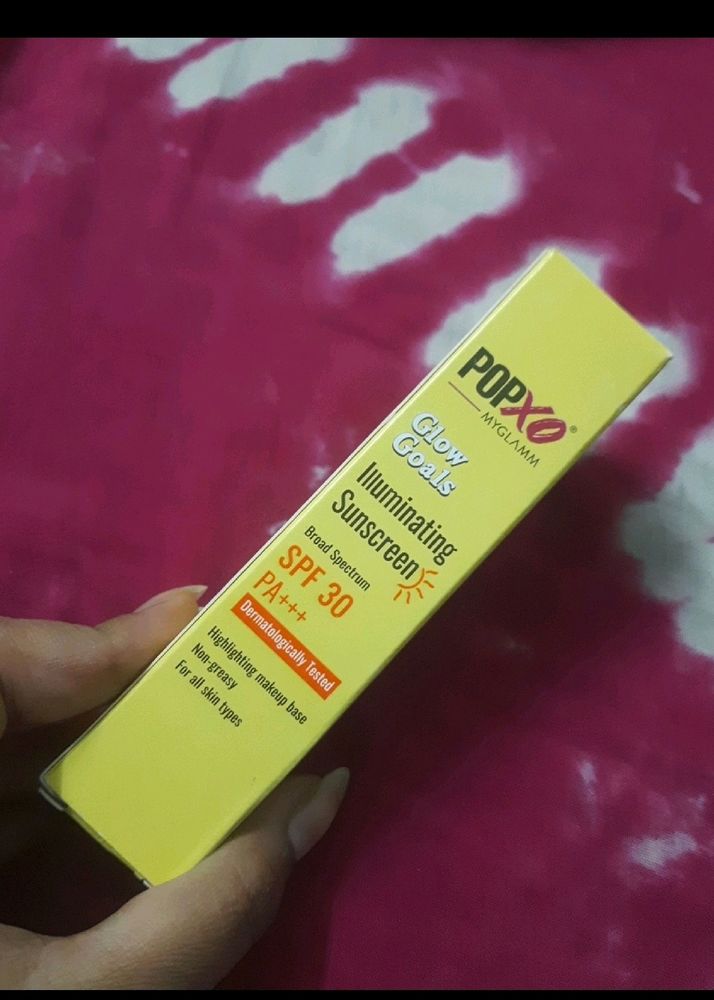 POPXO®
MYGLAMM
Glow
Goals
Illuminating
Sunscreen
Broad Spectrum
SPF 30
PA+++
Dermatologically Tested
Highlighting makeup base
Non-greasy
For all skin types